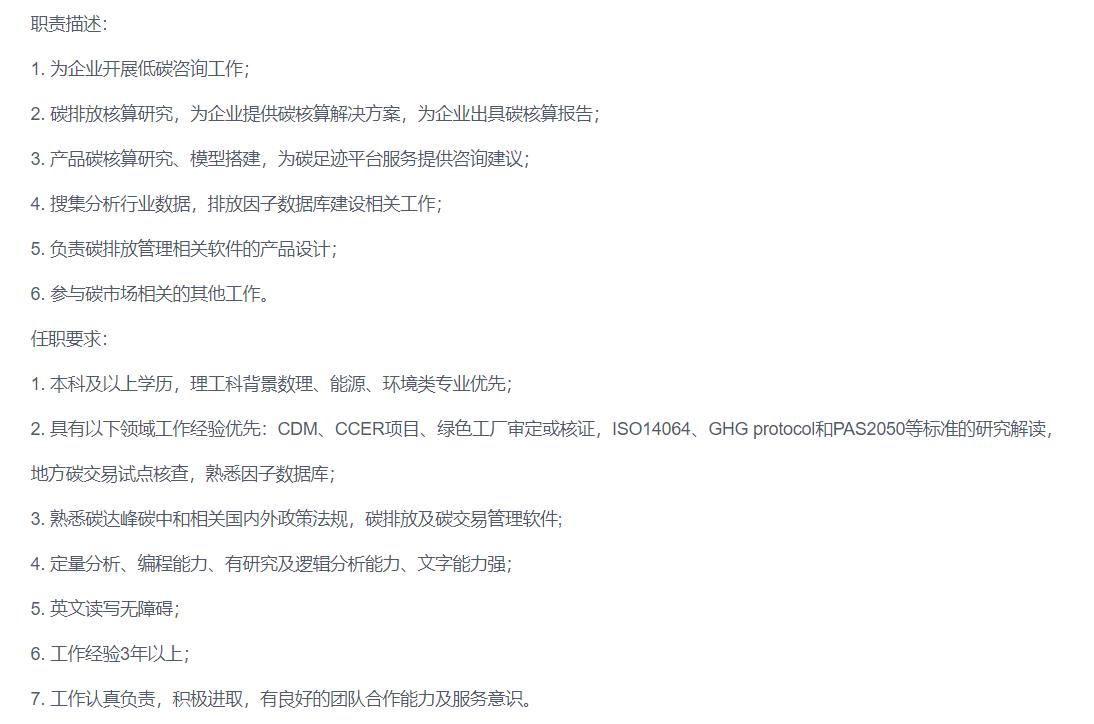 职责描述：
1. 为企业开展低碳咨询工作；
2. 碳排放核算研究，为企业提供碳核算解决方案，为企业出具碳核算报告；
3. 产品碳核算研究、模型搭建，为碳足迹平台服务提供咨询建议；
4. 搜集分析行业数据，排放因子数据库建设相关工作；
5. 负责碳排放管理相关软件的产品设计；
6. 参与碳市场相关的其他工作。
任职要求：
1. 本科及以上学历，理工科背景数理、能源、环境类专业优先；
2. 具有以下领域工作经验优先：CDM、CCER项目、绿色工厂审定或核证，ISO14064、GHG protocol和PAS2050等标准的研究解读，
地方碳交易试点核查，熟悉因子数据库；
3. 熟悉碳达峰碳中和相关国内外政策法规，碳排放及碳交易管理软件;
4. 定量分析、编程能力、有研究及逻辑分析能力、文字能力强；
5. 英文读写无障碍；
6. 工作经验3年以上；
7. 工作认真负责，积极进取，有良好的团队合作能力及服务意识。